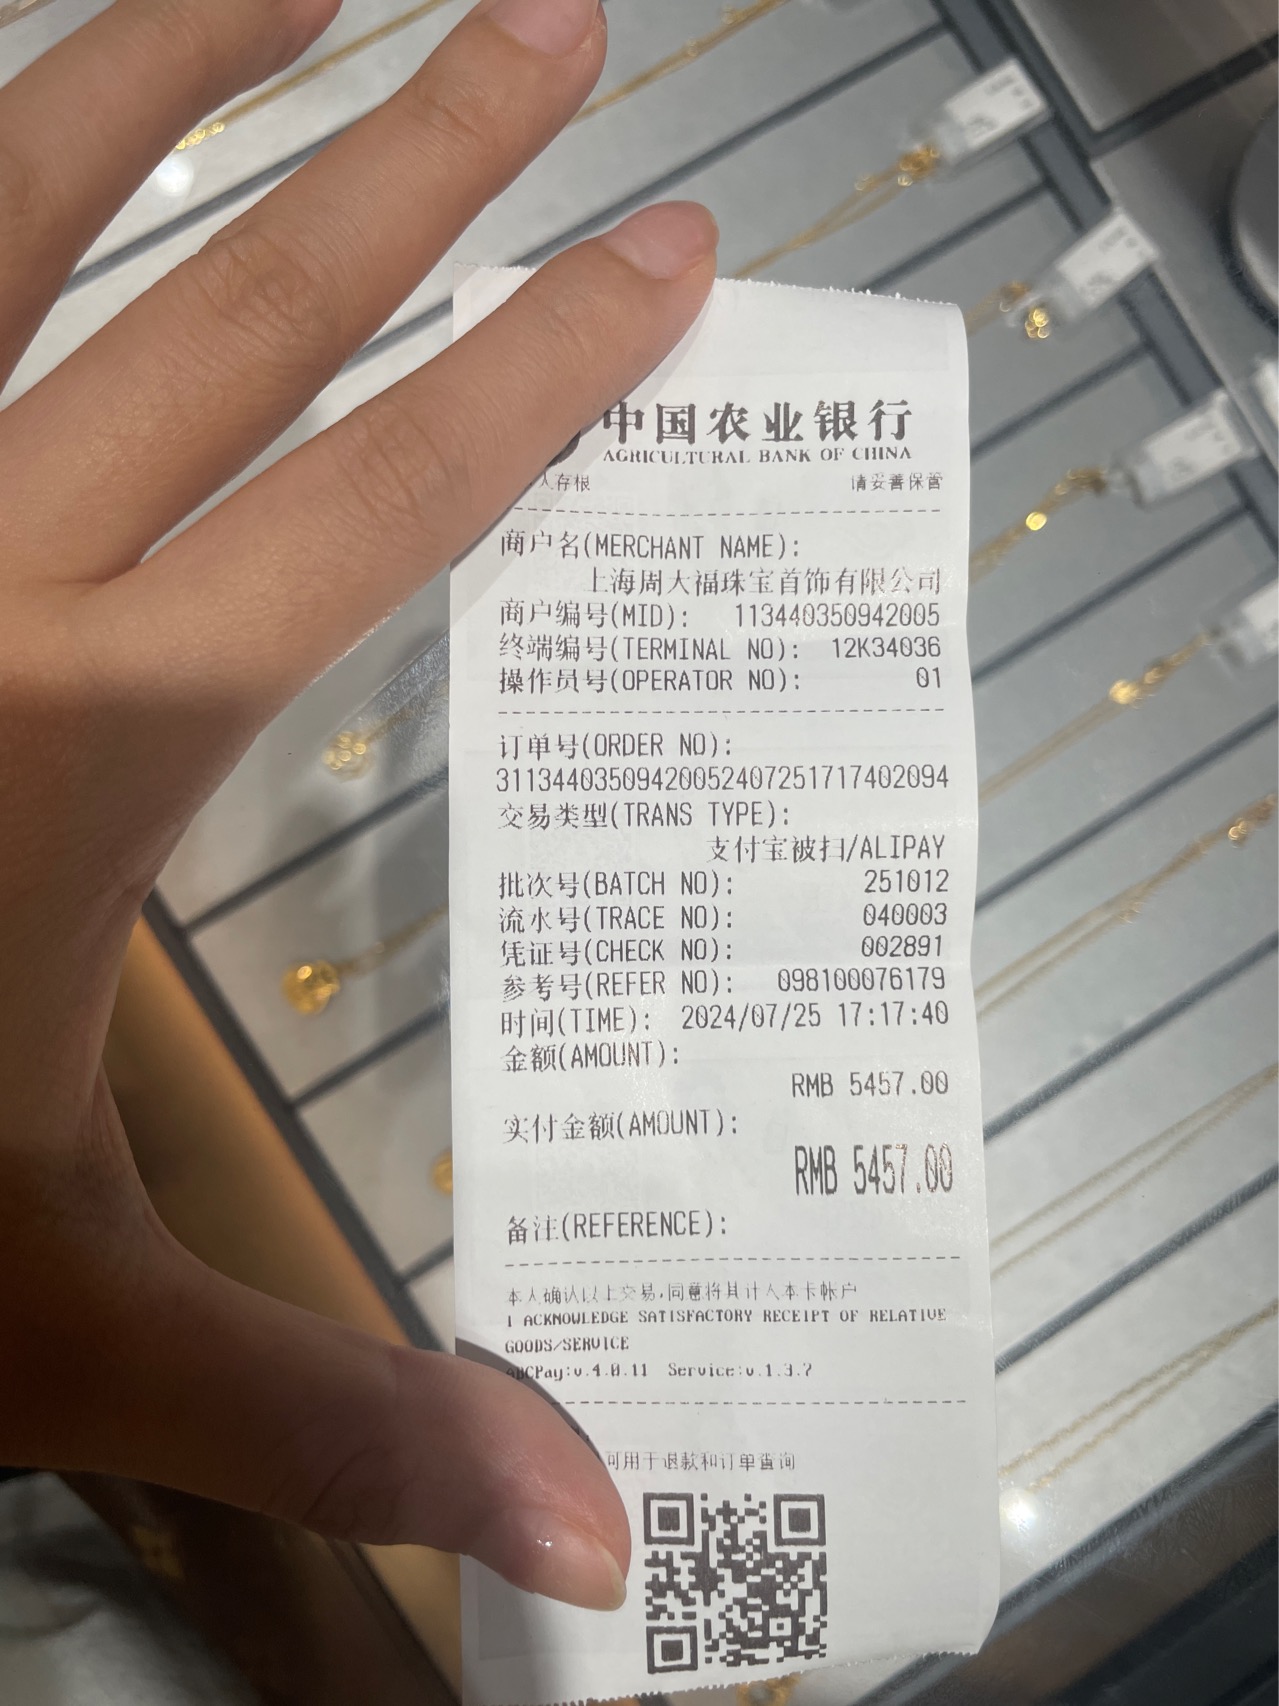 中国农业银行
AGRICULTURAL BANK OF CHINA
人存根 请妥善保管
商户名(MERCHANT NAME):
上海周大福珠宝首饰有限公司
商户编号(MID): 113440350942005
终端编号(TERMINAL NO): 12K34036
操作员号(OPERATOR NO): 01
订单号(ORDER NO):
31134403509420052407251717402094
交易类型(TRANS TYPE):
支付宝被扫/ALIPAY
批次号(BATCH NO): 251012
流水号(TRACE NO): 040003
凭证号(CHECK NO): 002891
参考号(REFER NO): 098100076179
时间(TIME): 2024/07/25 17:17:40
金额(AMOUNT):
RMB 5457.00
实付金额(AMOUNT):
RMB 5457.00
备注(REFERENCE):
本人确认以上交易,同意将其计入本卡帐户
I ACKNOWLEDGE SATISFACTORY RECEIPT OF RELATIVE
GOODS/SERVICE
ABCPay:v.4.0.11 Service:v.1.3.7
可用于退款和订单查询